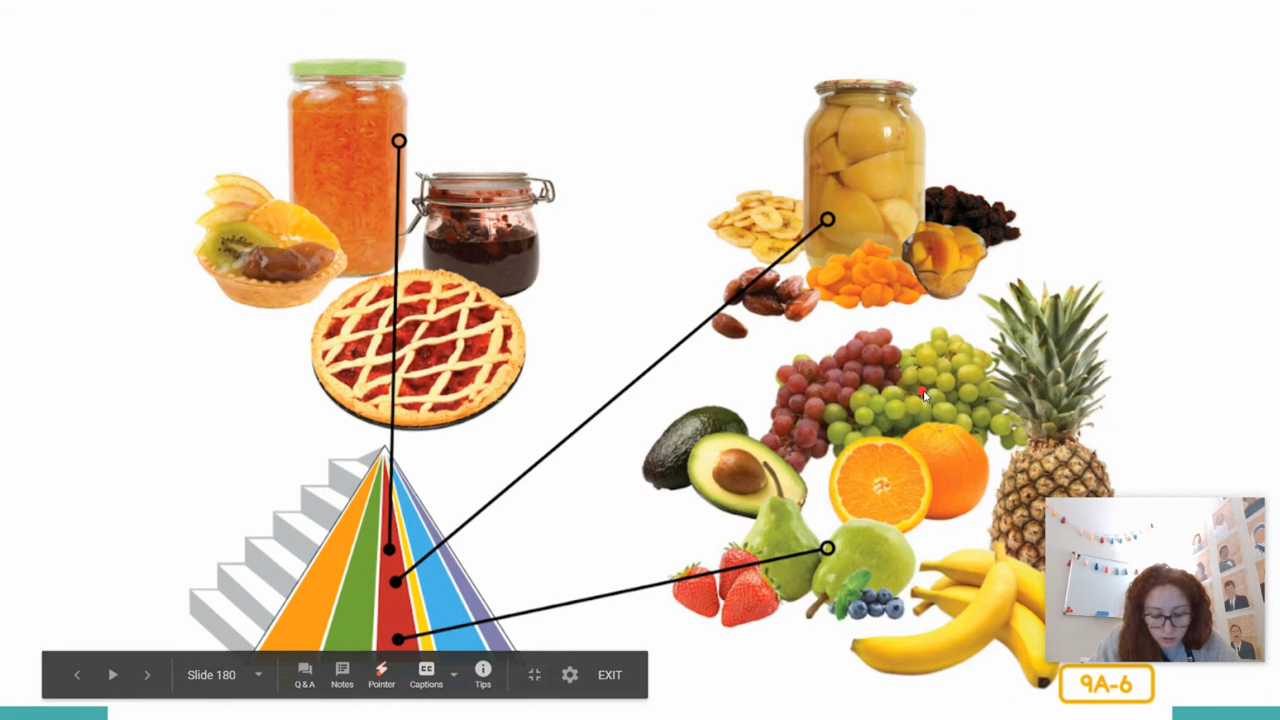 Slide 180
Q & A
Notes
Pointer
Captions
Tips
EXIT
9A-6